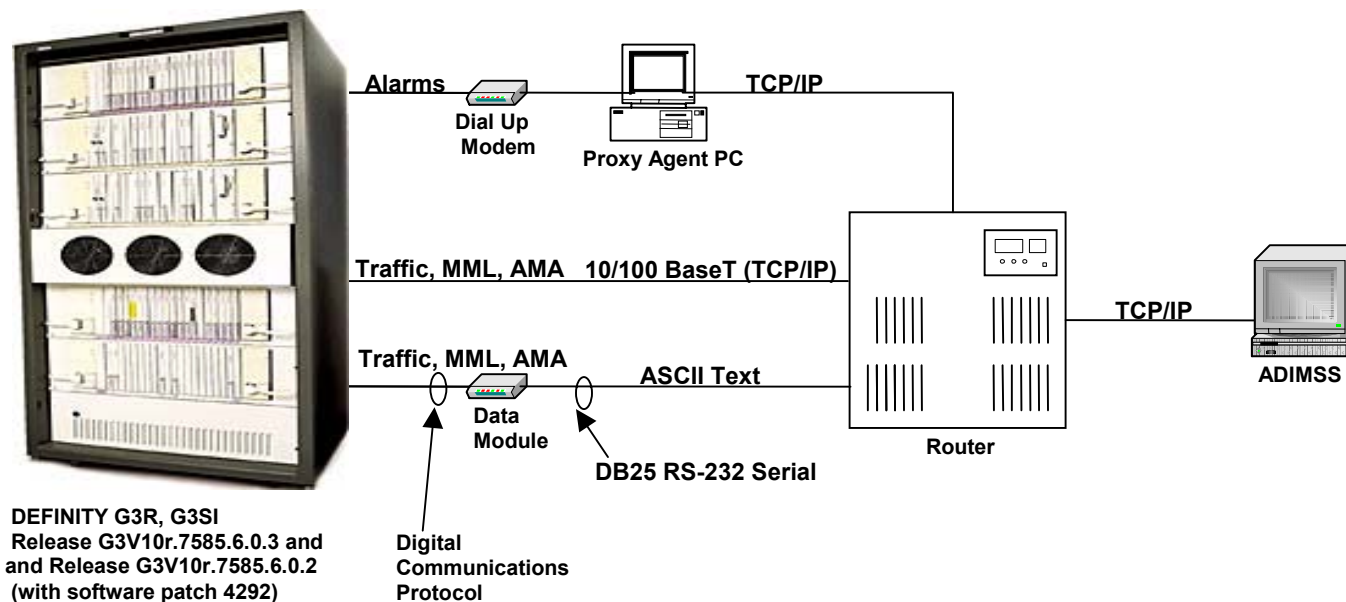 Alarms
Dial Up
Modem
Proxy Agent PC
TCP/IP
Traffic, MML, AMA
10/100 BaseT (TCP/IP)
TCP/IP
ADIMSS
Traffic, MML, AMA
ASCII Text
Data
Module
Router
DB25 RS-232 Serial
DEFINITY G3R, G3SI
Release G3V10r.7585.6.0.3 and
and Release G3V10r.7585.6.0.2
(with software patch 4292)
Digital
Communications
Protocol